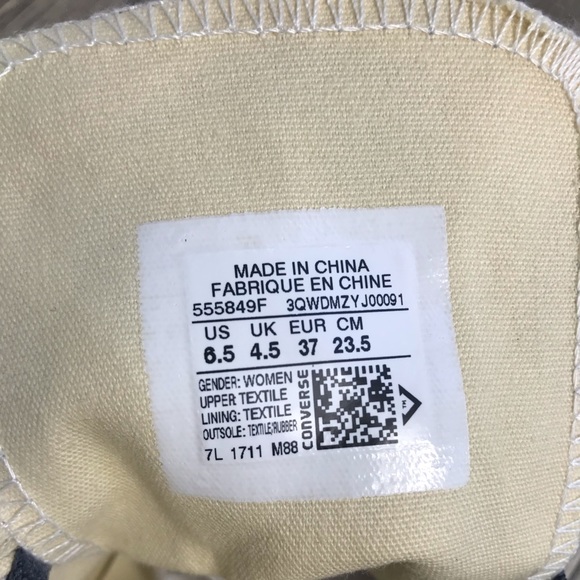 MADE IN CHINA
FABRIQUE EN CHINE
555849F 3QWDMZYJ00091
US UK EUR CM
6.5 4.5 37 23.5
GENDER: WOMEN
UPPER: TEXTILE
LINING: TEXTILE
OUTSOLE: TEXTILE/RUBBER
7L 1711 M88
CONVERSE